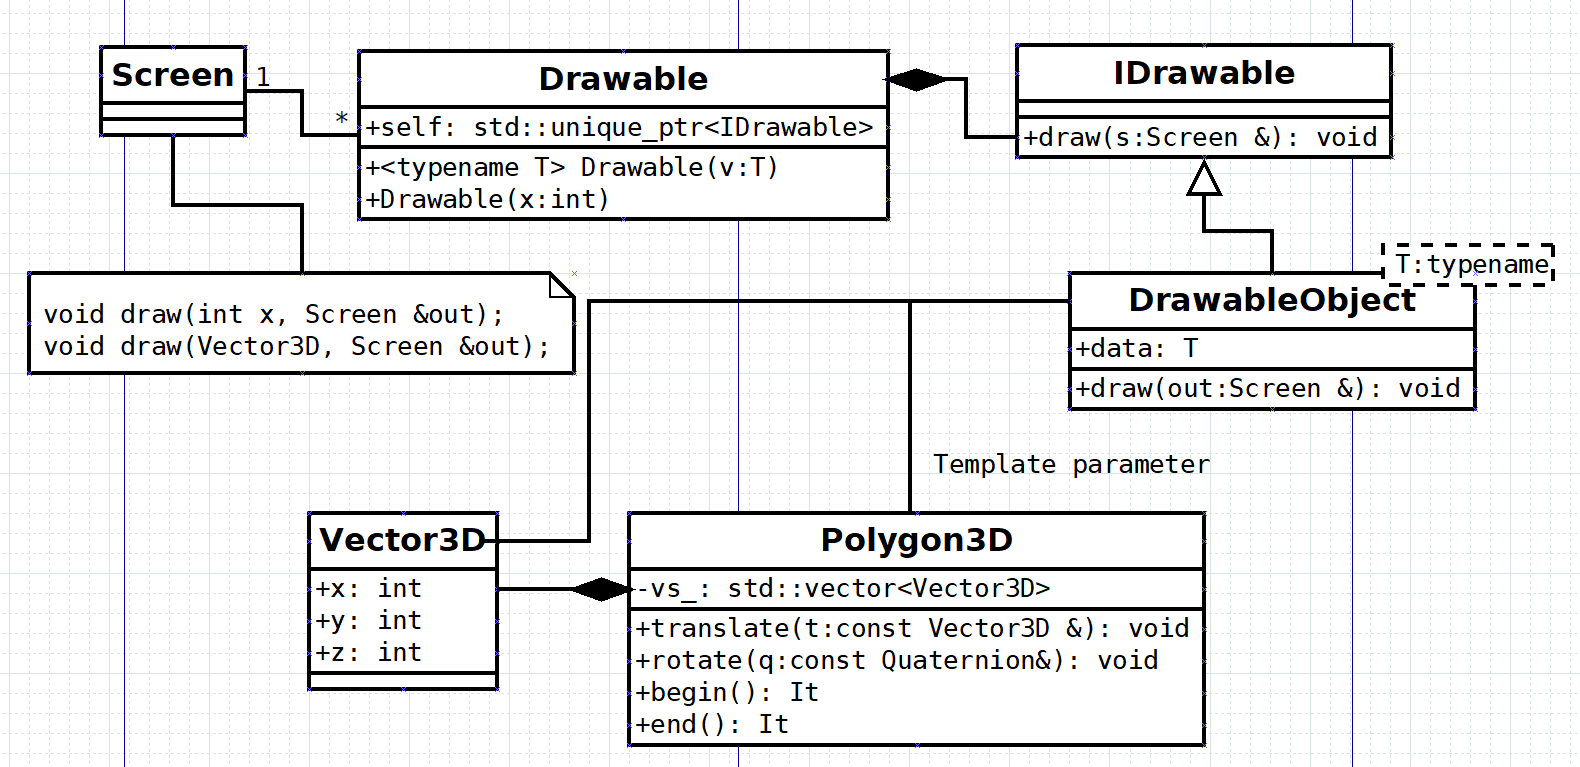 Screen
1
*
Drawable
+self: std::unique_ptr<IDrawable>
+<typename T> Drawable(v:T)
+Drawable(x:int)
IDrawable
+draw(s:Screen &): void
void draw(int x, Screen &out);
void draw(Vector3D, Screen &out);
T:typename
DrawableObject
+data: T
+draw(out:Screen &): void
Template parameter
Vector3D
+x: int
+y: int
+z: int
Polygon3D
-vs_: std::vector<Vector3D>
+translate(t:const Vector3D &): void
+rotate(q:const Quaternion&): void
+begin(): It
+end(): It